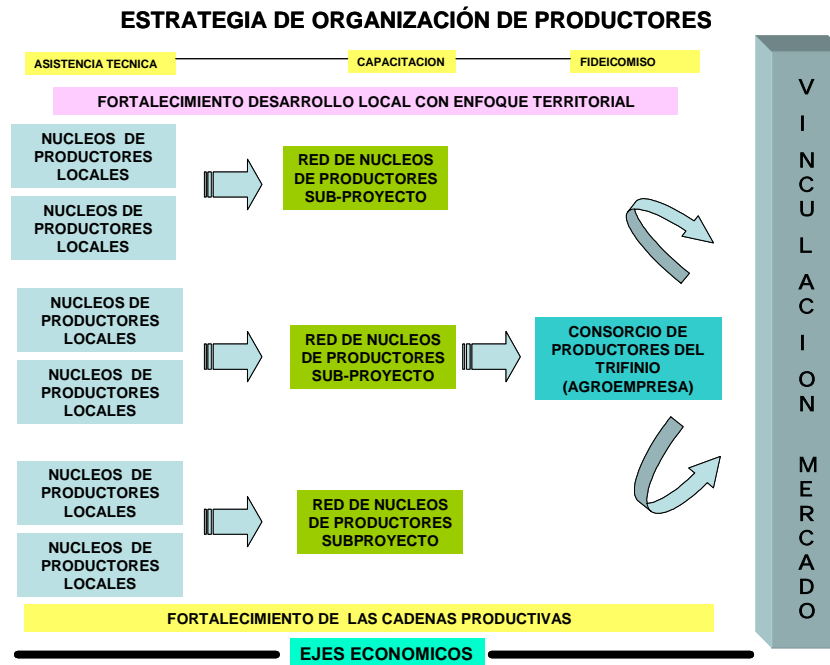 ESTRATEGIA DE ORGANIZACIÓN DE PRODUCTORES
ASISTENCIA TECNICA
CAPACITACION
FIDEICOMISO
FORTALECIMIENTO DESARROLLO LOCAL CON ENFOQUE TERRITORIAL
NUCLEOS DE
PRODUCTORES
LOCALES
NUCLEOS DE
PRODUCTORES
LOCALES
RED DE NUCLEOS
DE PRODUCTORES
SUB-PROYECTO
NUCLEOS DE
PRODUCTORES
LOCALES
NUCLEOS DE
PRODUCTORES
LOCALES
RED DE NUCLEOS
DE PRODUCTORES
SUB-PROYECTO
CONSORCIO DE
PRODUCTORES DEL
TRIFINIO
(AGROEMPRESA)
NUCLEOS DE
PRODUCTORES
LOCALES
NUCLEOS DE
PRODUCTORES
LOCALES
RED DE NUCLEOS
DE PRODUCTORES
SUBPROYECTO
VINCULACION MERCADO
FORTALECIMIENTO DE LAS CADENAS PRODUCTIVAS
EJES ECONOMICOS